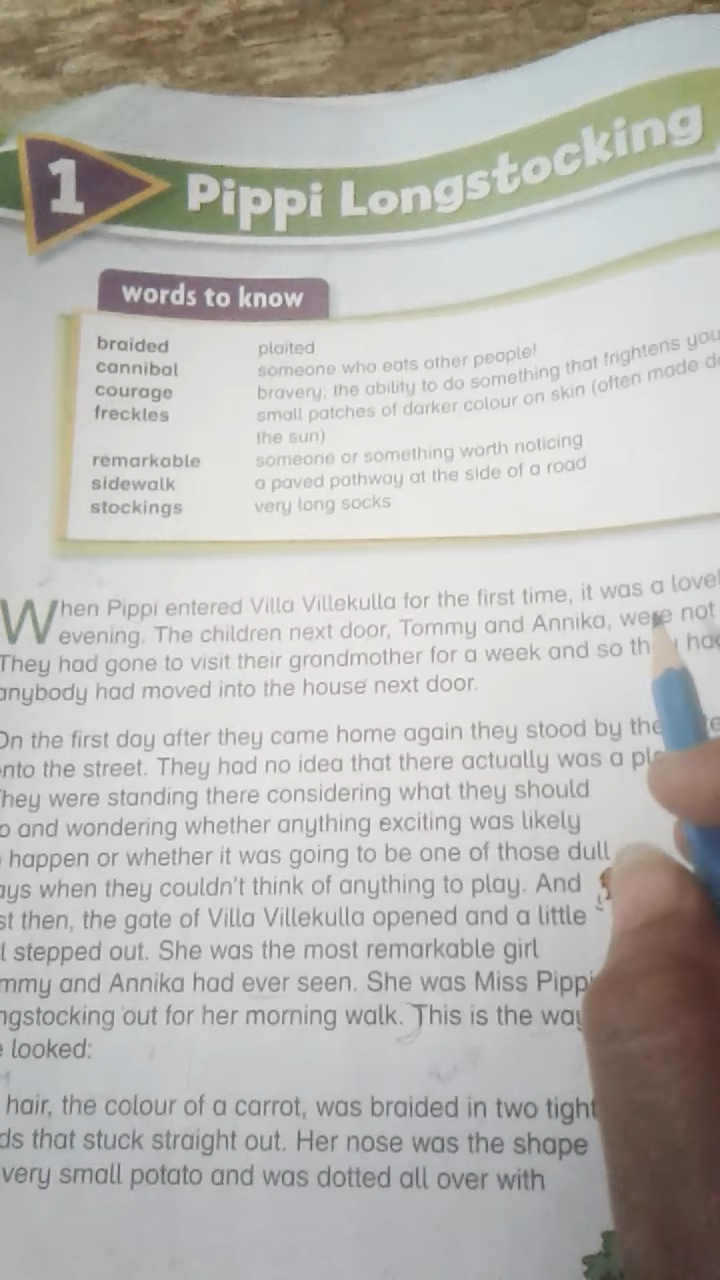 1
Pippi Longstocking
words to know
braided plaited
cannibal someone who eats other people!
courage bravery; the ability to do something that frightens you
freckles small patches of darker colour on skin (often made
the sun)
remarkable someone or something worth noticing
sidewalk a paved pathway at the side of a road
stockings very long socks
When Pippi entered Villa Villekulla for the first time, it was a
evening. The children next door, Tommy and Annika, were not
They had gone to visit their grandmother for a week and so
anybody had moved into the house next door.
On the first day after they came home again they stood by the
the street. They had no idea that there actually was a
They were standing there considering what they should
and wondering whether anything exciting was likely
happen or whether it was going to be one of those dull
when they couldn't think of anything to play. And
then, the gate of Villa Villekulla opened and a little
stepped out. She was the most remarkable girl
and Annika had ever seen. She was Miss Pippi
out for her morning walk. This is the way
looked:
hair, the colour of a carrot, was braided in two tight
that stuck straight out. Her nose was the shape
very small potato and was dotted all over with